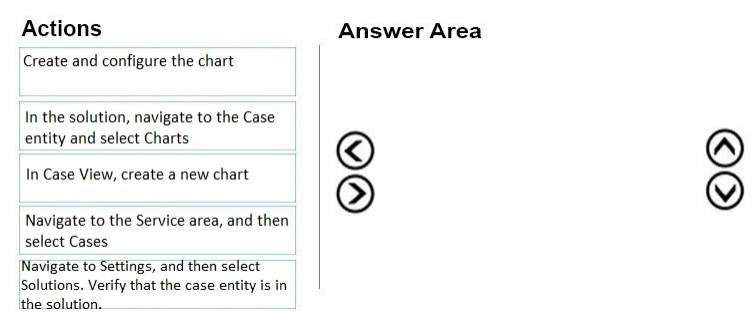 Actions
Create and configure the chart
In the solution, navigate to the Case
entity and select Charts
In Case View, create a new chart
Navigate to the Service area, and then
select Cases
Navigate to Settings, and then select
Solutions. Verify that the case entity is in
the solution.
Answer Area